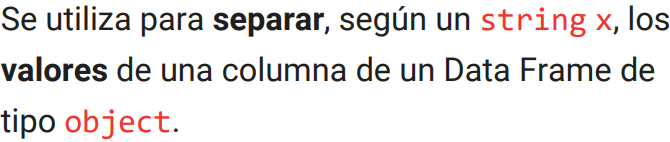 Se utiliza para separar, según un string x, los
valores de una columna de un Data Frame de
tipo object.